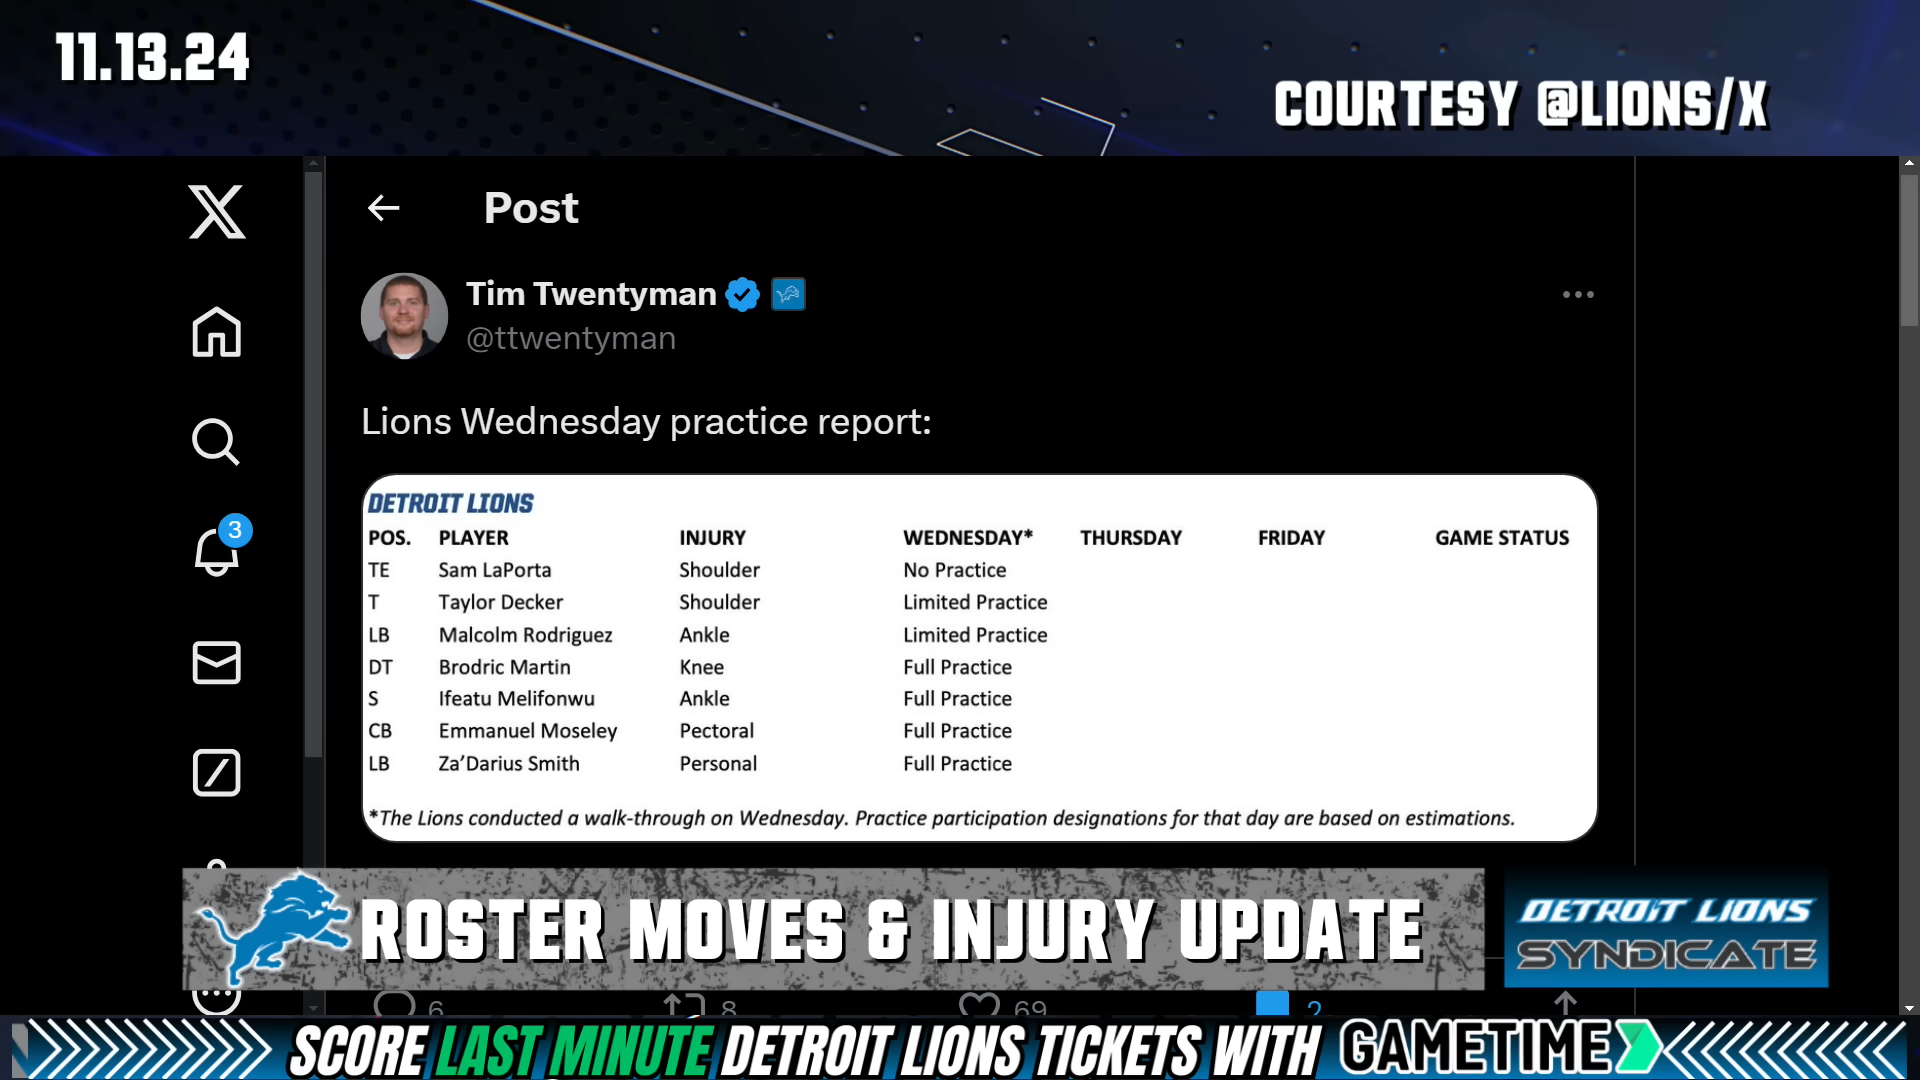 11.13.24
COURTESY @LIONS/X
Post
Tim Twentyman
@ttwentyman
Lions Wednesday practice report:
DETROIT LIONS
POS. PLAYER INJURY WEDNESDAY* THURSDAY FRIDAY GAME STATUS
TE Sam LaPorta Shoulder No Practice
T Taylor Decker Shoulder Limited Practice
LB Malcolm Rodriguez Ankle Limited Practice
DT Brodric Martin Knee Full Practice
S Ifeatu Melifonwu Ankle Full Practice
CB Emmanuel Moseley Pectoral Full Practice
LB Za’Darius Smith Personal Full Practice
*The Lions conducted a walk-through on Wednesday. Practice participation designations for that day are based on estimations.
3
ROSTER MOVES & INJURY UPDATE
DETROIT LIONS
SYNDICATE
6 8 69 2
SCORE LAST MINUTE DETROIT LIONS TICKETS WITH GAMETIME